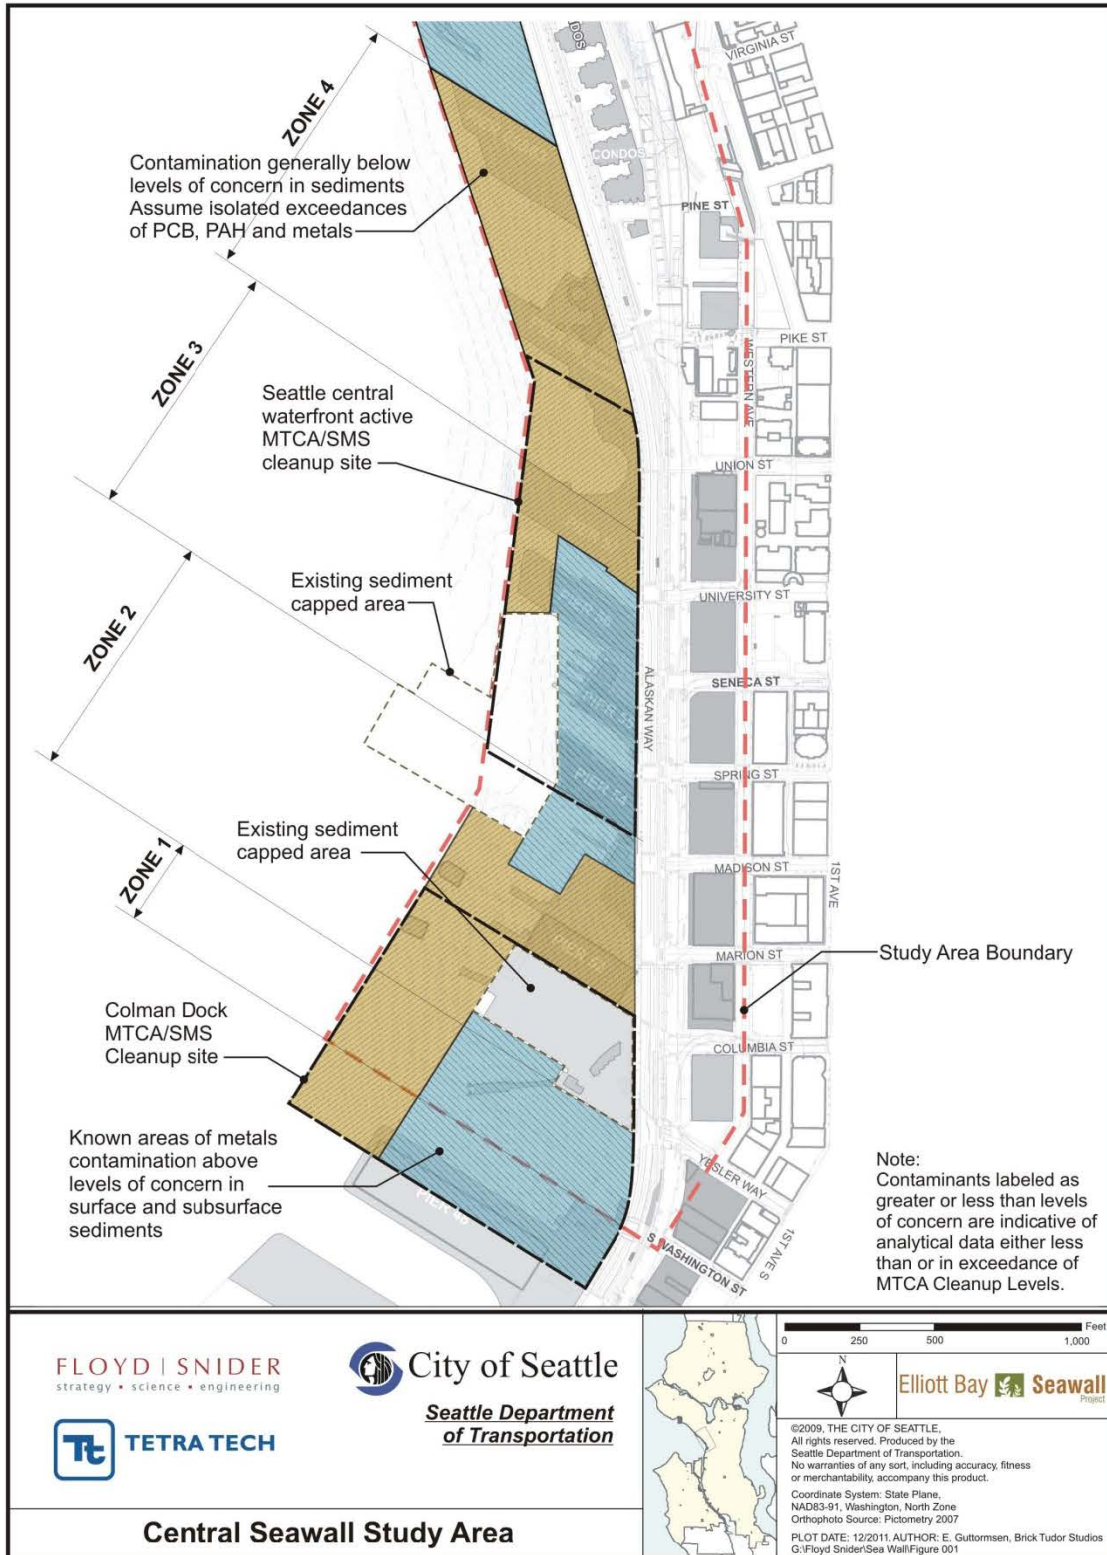 VIRGINIA ST
ZONE 4
CONDOS
Contamination generally below
levels of concern in sediments
Assume isolated exceedances
of PCB, PAH and metals
PINE ST
PIKE ST
ZONE 3
WESTERN AVE
Seattle central
waterfront active
MTCA/SMS
cleanup site
UNION ST
Existing sediment
capped area
UNIVERSITY ST
ZONE 2
ALASKAN WAY
SENECA ST
SPRING ST
Existing sediment
capped area
ZONE 1
MADISON ST
1ST AVE
MARION ST
Study Area Boundary
Colman Dock
MTCA/SMS
Cleanup site
COLUMBIA ST
Known areas of metals
contamination above
levels of concern in
surface and subsurface
sediments
YESLER WAY
PIER 48
S WASHINGTON ST
1ST AVE S
Note:
Contaminants labeled as
greater or less than levels
of concern are indicative of
analytical data either less
than or in exceedance of
MTCA Cleanup Levels.
FLOYD | SNIDER
strategy • science • engineering
City of Seattle
Seattle Department
of Transportation
Tt TETRA TECH
Central Seawall Study Area
Feet
0 250 500 1,000
N
Elliott Bay Seawall
Project
©2009, THE CITY OF SEATTLE,
All rights reserved. Produced by the
Seattle Department of Transportation.
No warranties of any sort, including accuracy, fitness
or merchantability, accompany this product.
Coordinate System: State Plane,
NAD83-91, Washington, North Zone
Orthophoto Source: Pictometry 2007
PLOT DATE: 12/2011, AUTHOR: E. Guttormsen, Brick Tudor Studios
G:\Floyd Snider\Sea Wall\Figure 001